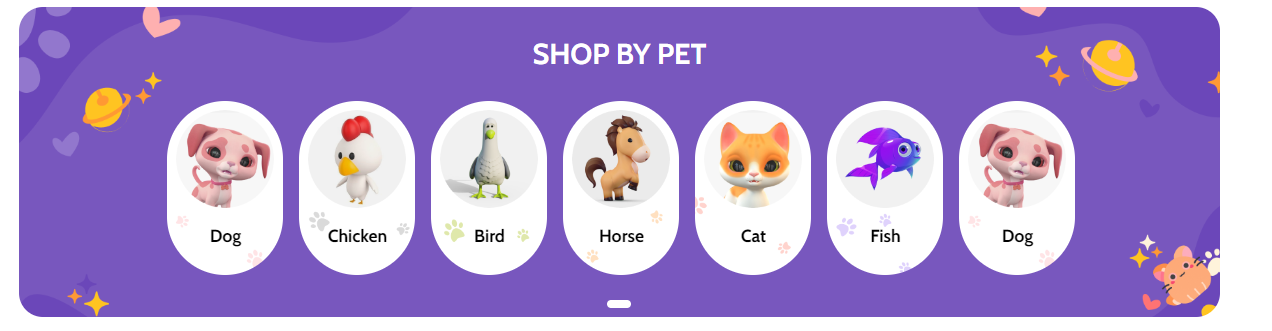 SHOP BY PET
Dog
Chicken
Bird
Horse
Cat
Fish
Dog